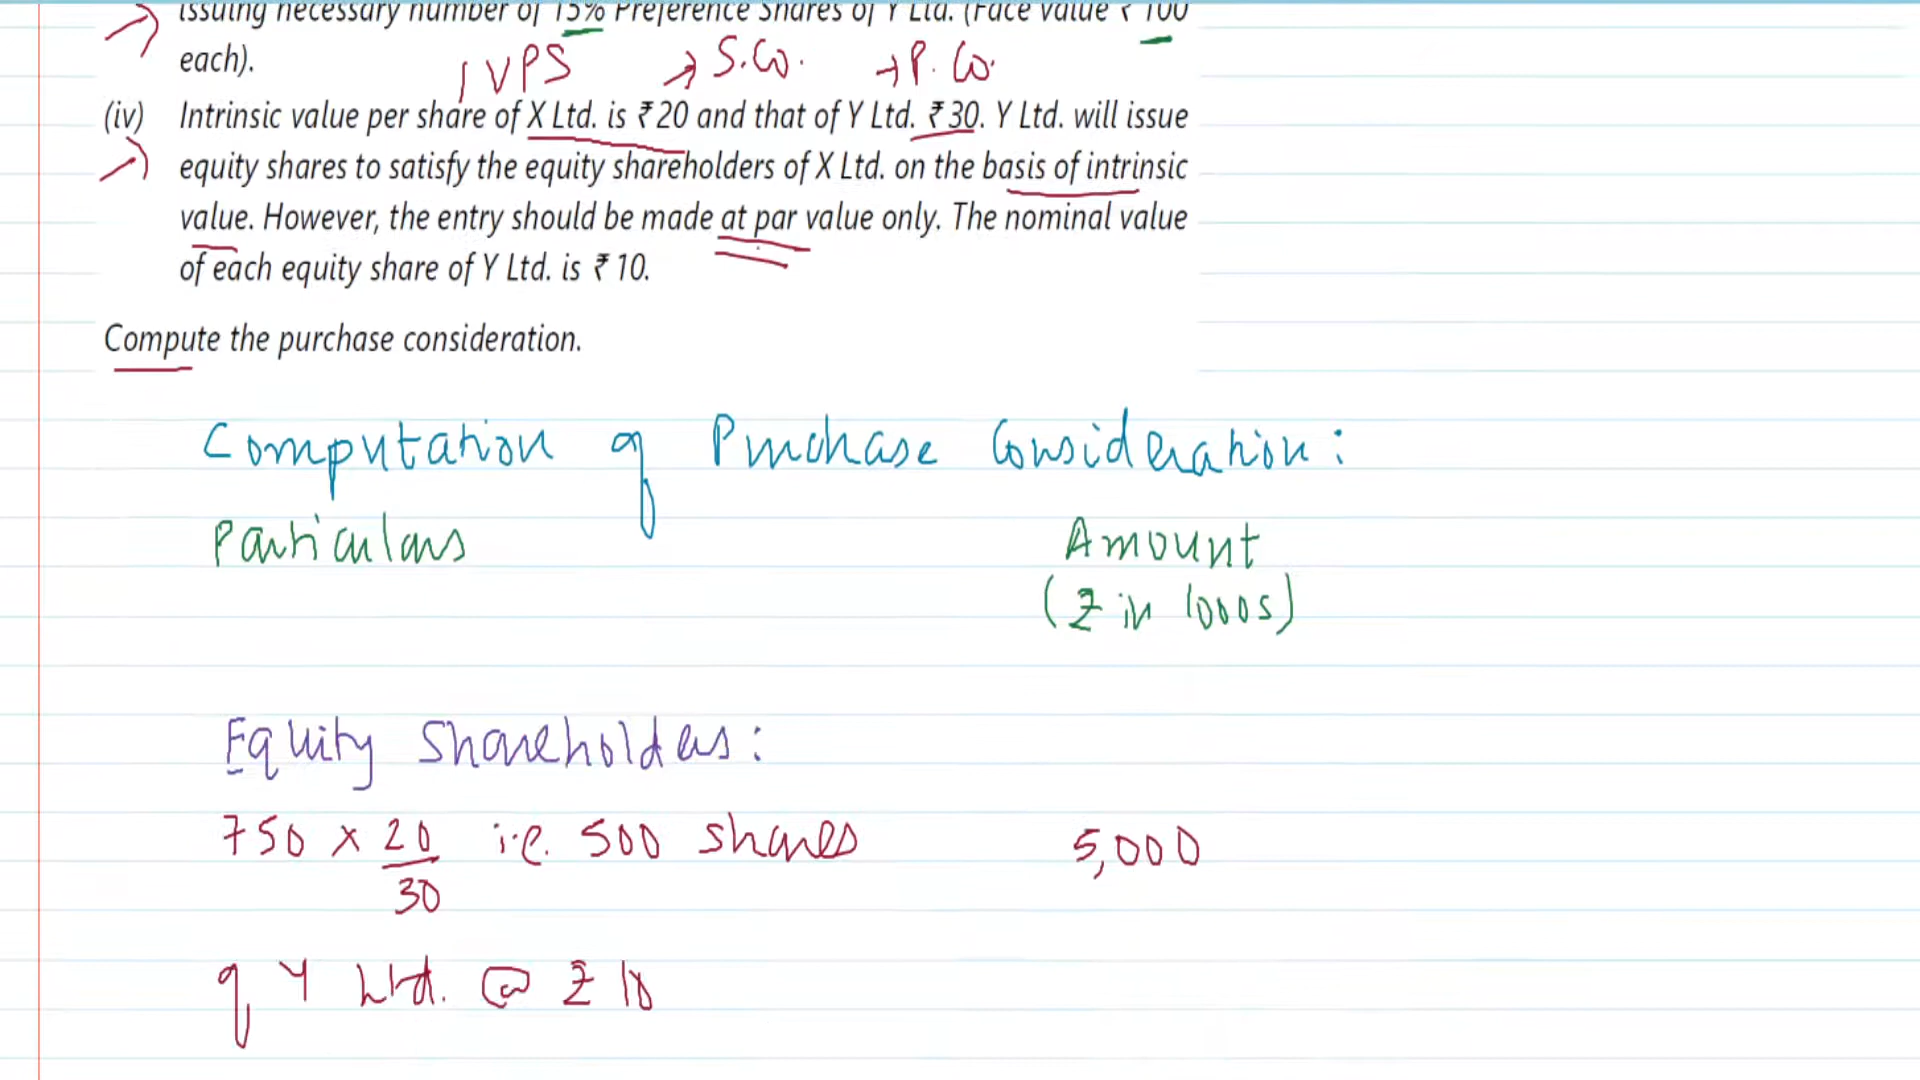 issuing necessary number of 15% Preference Shares of Y Ltd. (Face value ₹ 100
each).
IVPS → S.Co. → P. Co.
(iv) Intrinsic value per share of X Ltd. is ₹ 20 and that of Y Ltd. ₹ 30. Y Ltd. will issue
equity shares to satisfy the equity shareholders of X Ltd. on the basis of intrinsic
value. However, the entry should be made at par value only. The nominal value
of each equity share of Y Ltd. is ₹ 10.
Compute the purchase consideration.
Computation of Purchase Consideration:
Particulars Amount
(₹ in 1000s)
Equity Shareholders:
750 × 20/30 i.e. 500 shares 5,000
of Y Ltd. @ ₹ 10